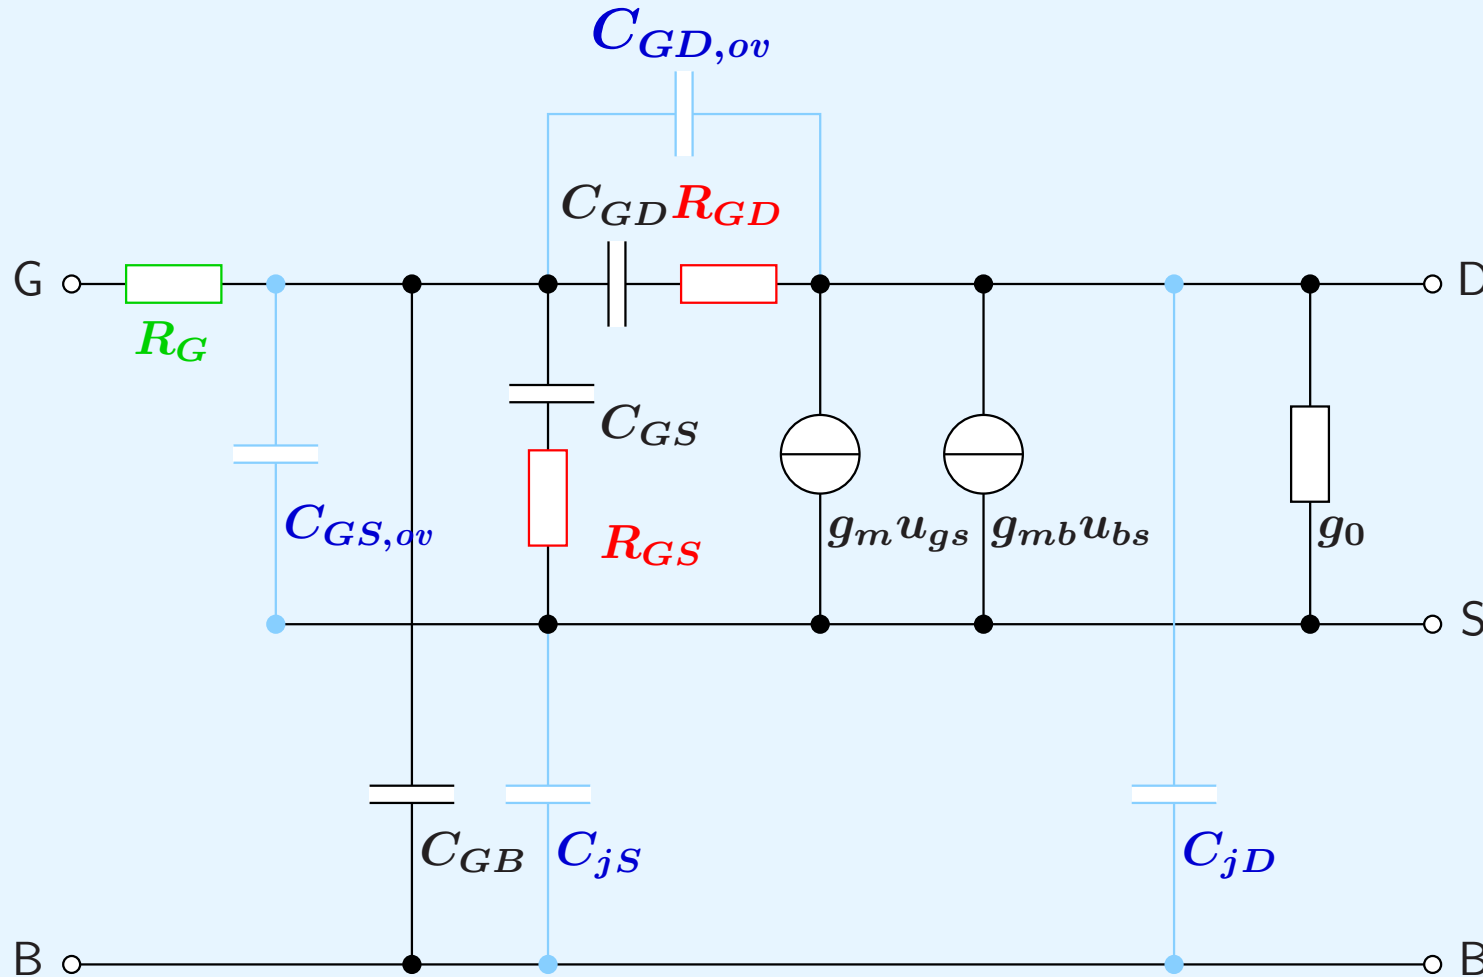 C_{GD,ov}
C_{GD} R_{GD}
G
D
R_G
C_{GS}
C_{GS,ov}
R_{GS}
g_m u_{gs}
g_{mb} u_{bs}
g_0
S
C_{GB}
C_{jS}
C_{jD}
B
B